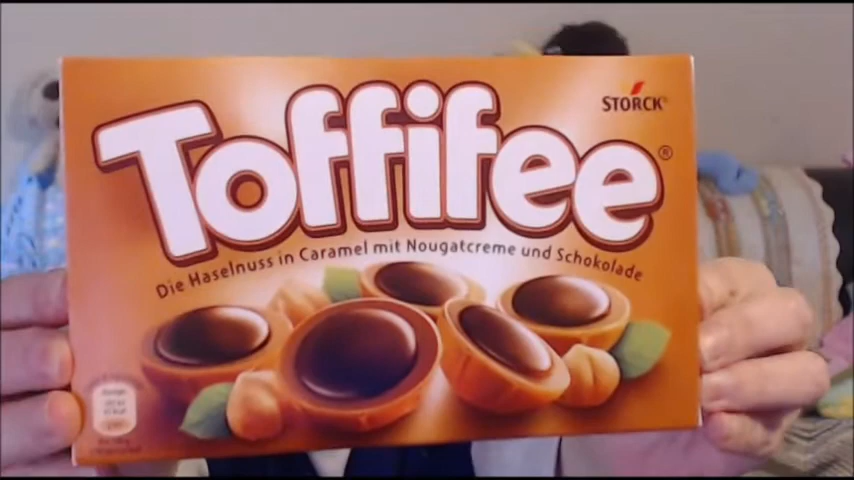 STORCK®
Toffifee®
Die Haselnuss in Caramel mit Nougatcreme und Schokolade